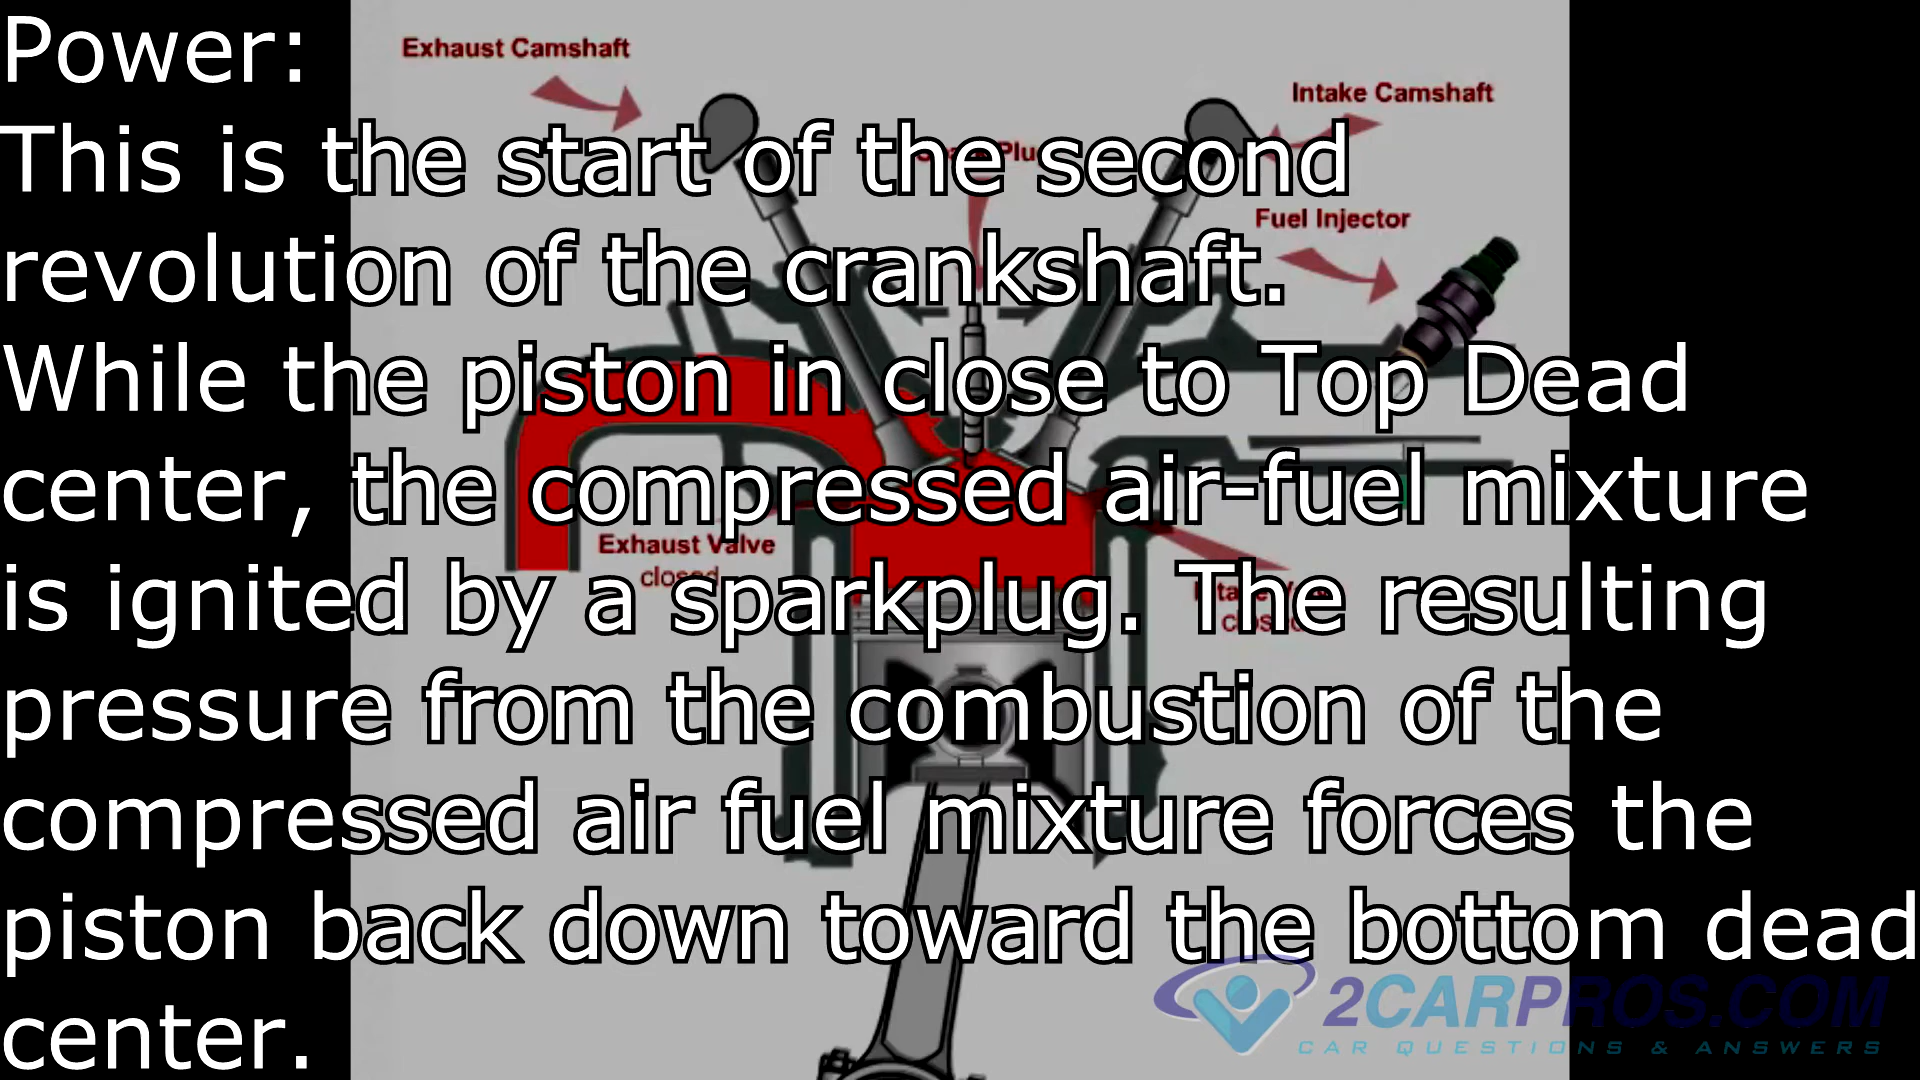 Power:
Exhaust Camshaft
Intake Camshaft
This is the start of the second
Fuel Injector
revolution of the crankshaft.
While the piston in close to Top Dead
center, the compressed air-fuel mixture
Exhaust Valve
closed
is ignited by a sparkplug. The resulting
pressure from the combustion of the
compressed air fuel mixture forces the
piston back down toward the bottom dead
center.
2CARPROS.COM
CAR QUESTIONS & ANSWERS